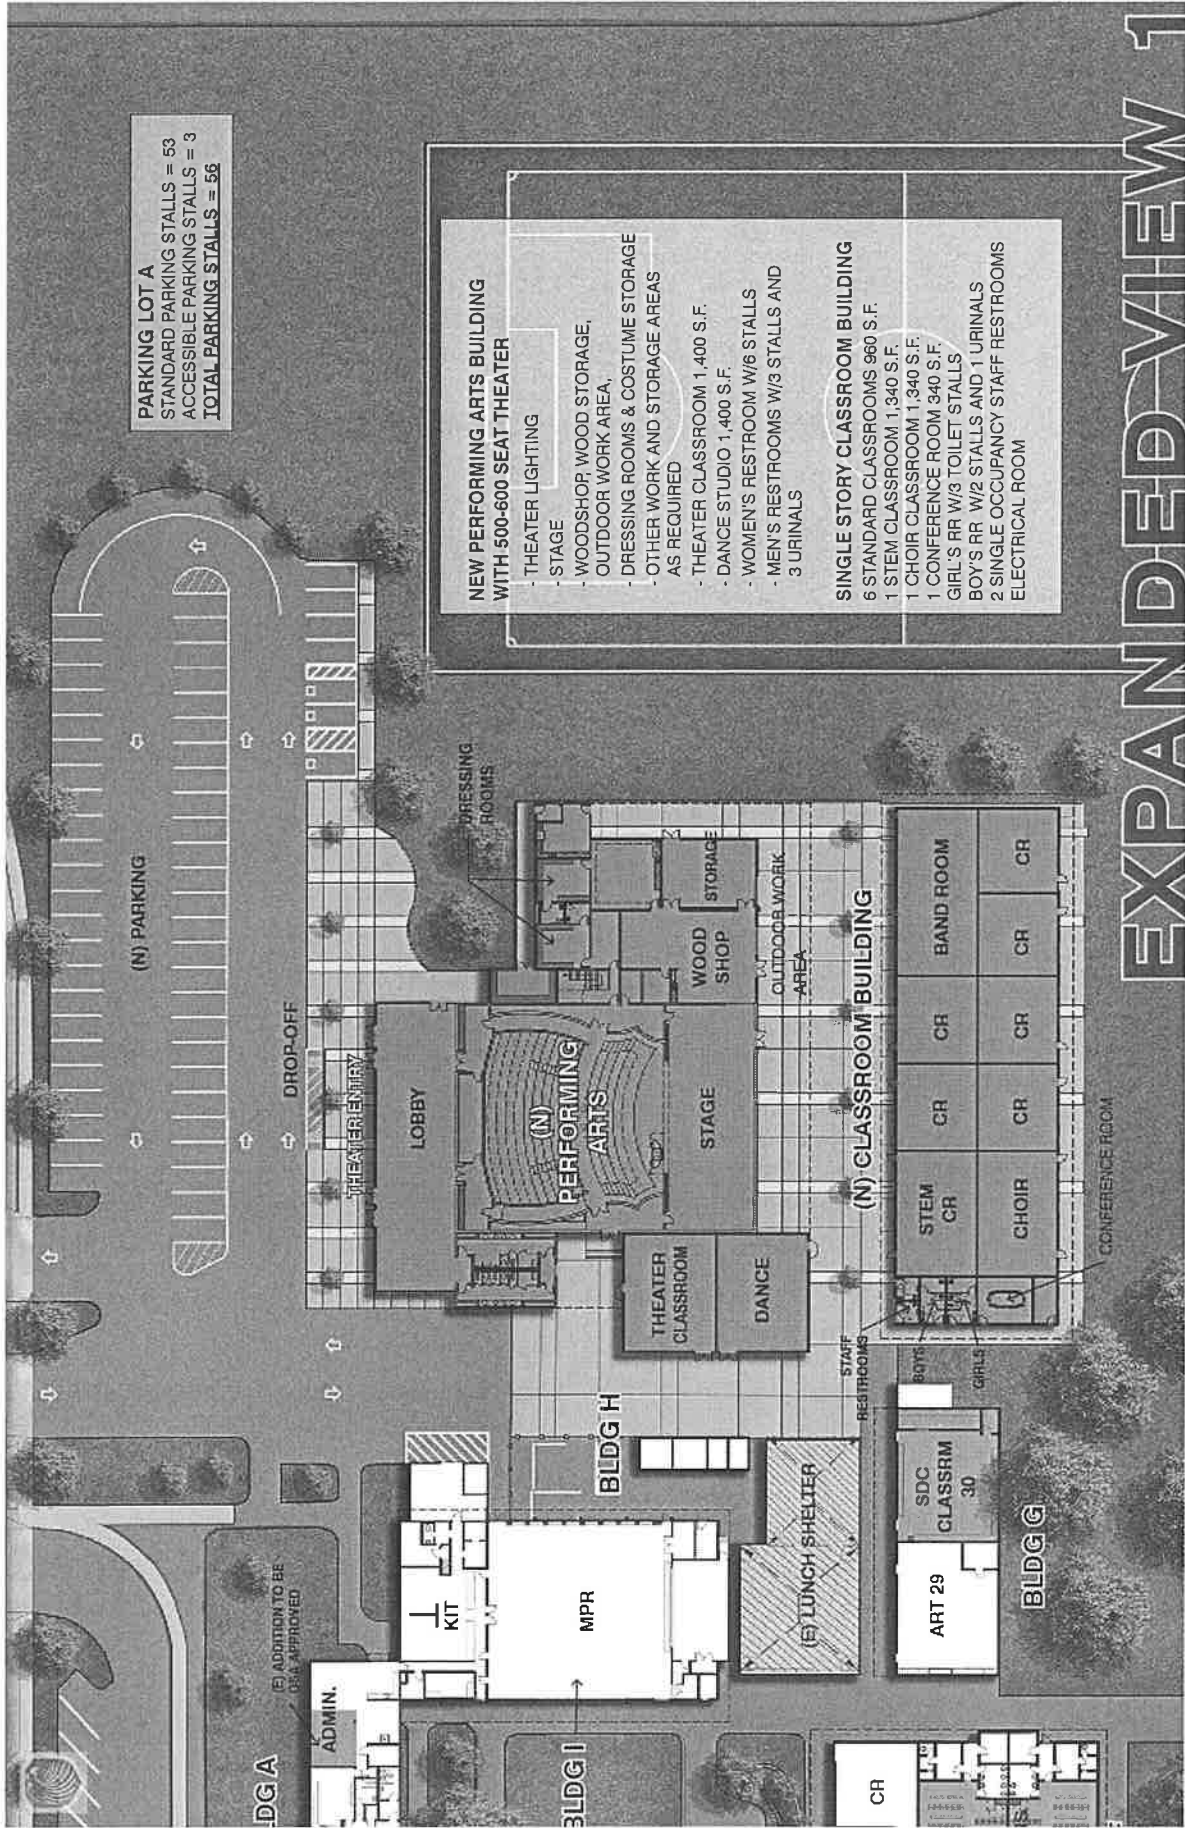 PARKING LOT A
STANDARD PARKING STALLS = 53
ACCESSIBLE PARKING STALLS = 3
TOTAL PARKING STALLS = 56
NEW PERFORMING ARTS BUILDING
WITH 500-600 SEAT THEATER
- THEATER LIGHTING
- STAGE
- WOODSHOP, WOOD STORAGE,
OUTDOOR WORK AREA,
- DRESSING ROOMS & COSTUME STORAGE
- OTHER WORK AND STORAGE AREAS
AS REQUIRED
- THEATER CLASSROOM 1,400 S.F.
- DANCE STUDIO 1,400 S.F.
- WOMEN'S RESTROOM W/6 STALLS
- MEN'S RESTROOMS W/3 STALLS AND
3 URINALS
SINGLE STORY CLASSROOM BUILDING
6 STANDARD CLASSROOMS 960 S.F.
1 STEM CLASSROOM 1,340 S.F.
1 CHOIR CLASSROOM 1,340 S.F.
1 CONFERENCE ROOM 340 S.F.
GIRL'S RR W/3 TOILET STALLS
BOY'S RR W/2 STALLS AND 1 URINALS
2 SINGLE OCCUPANCY STAFF RESTROOMS
ELECTRICAL ROOM
(N) PARKING
DROP-OFF
THEATER ENTRY
LOBBY
(N)
PERFORMING
ARTS
STAGE
DRESSING
ROOMS
WOOD
SHOP
STORAGE
OUTDOOR WORK
AREA
THEATER
CLASSROOM
DANCE
(N) CLASSROOM BUILDING
STEM
CR
CR
CR
BAND ROOM
CHOIR
CR
CR
CR
CR
STAFF
RESTROOMS
BOYS
GIRLS
CONFERENCE ROOM
(E) ADDITION TO BE
DSA APPROVED
ADMIN.
KIT
MPR
BLDG H
(E) LUNCH SHELTER
SDC
CLASSRM
30
ART 29
BLDG G
LDG A
BLDG I
CR
EXPANDED VIEW 1